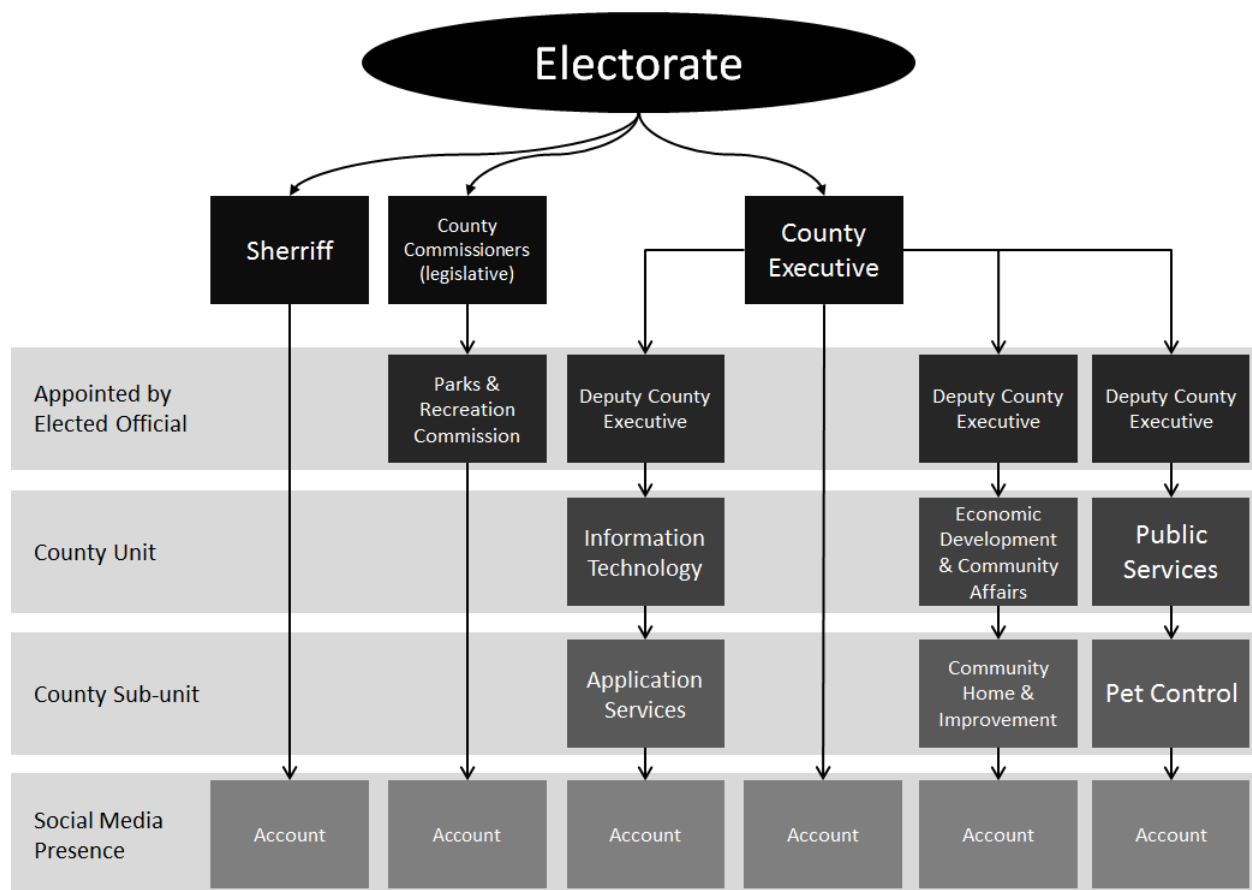 Electorate
Sherriff
County
Commissioners
(legislative)
County
Executive
Appointed by
Elected Official
Parks &
Recreation
Commission
Deputy County
Executive
Deputy County
Executive
Deputy County
Executive
County Unit
Information
Technology
Economic
Development
& Community
Affairs
Public
Services
County Sub-unit
Application
Services
Community
Home &
Improvement
Pet Control
Social Media
Presence
Account
Account
Account
Account
Account
Account